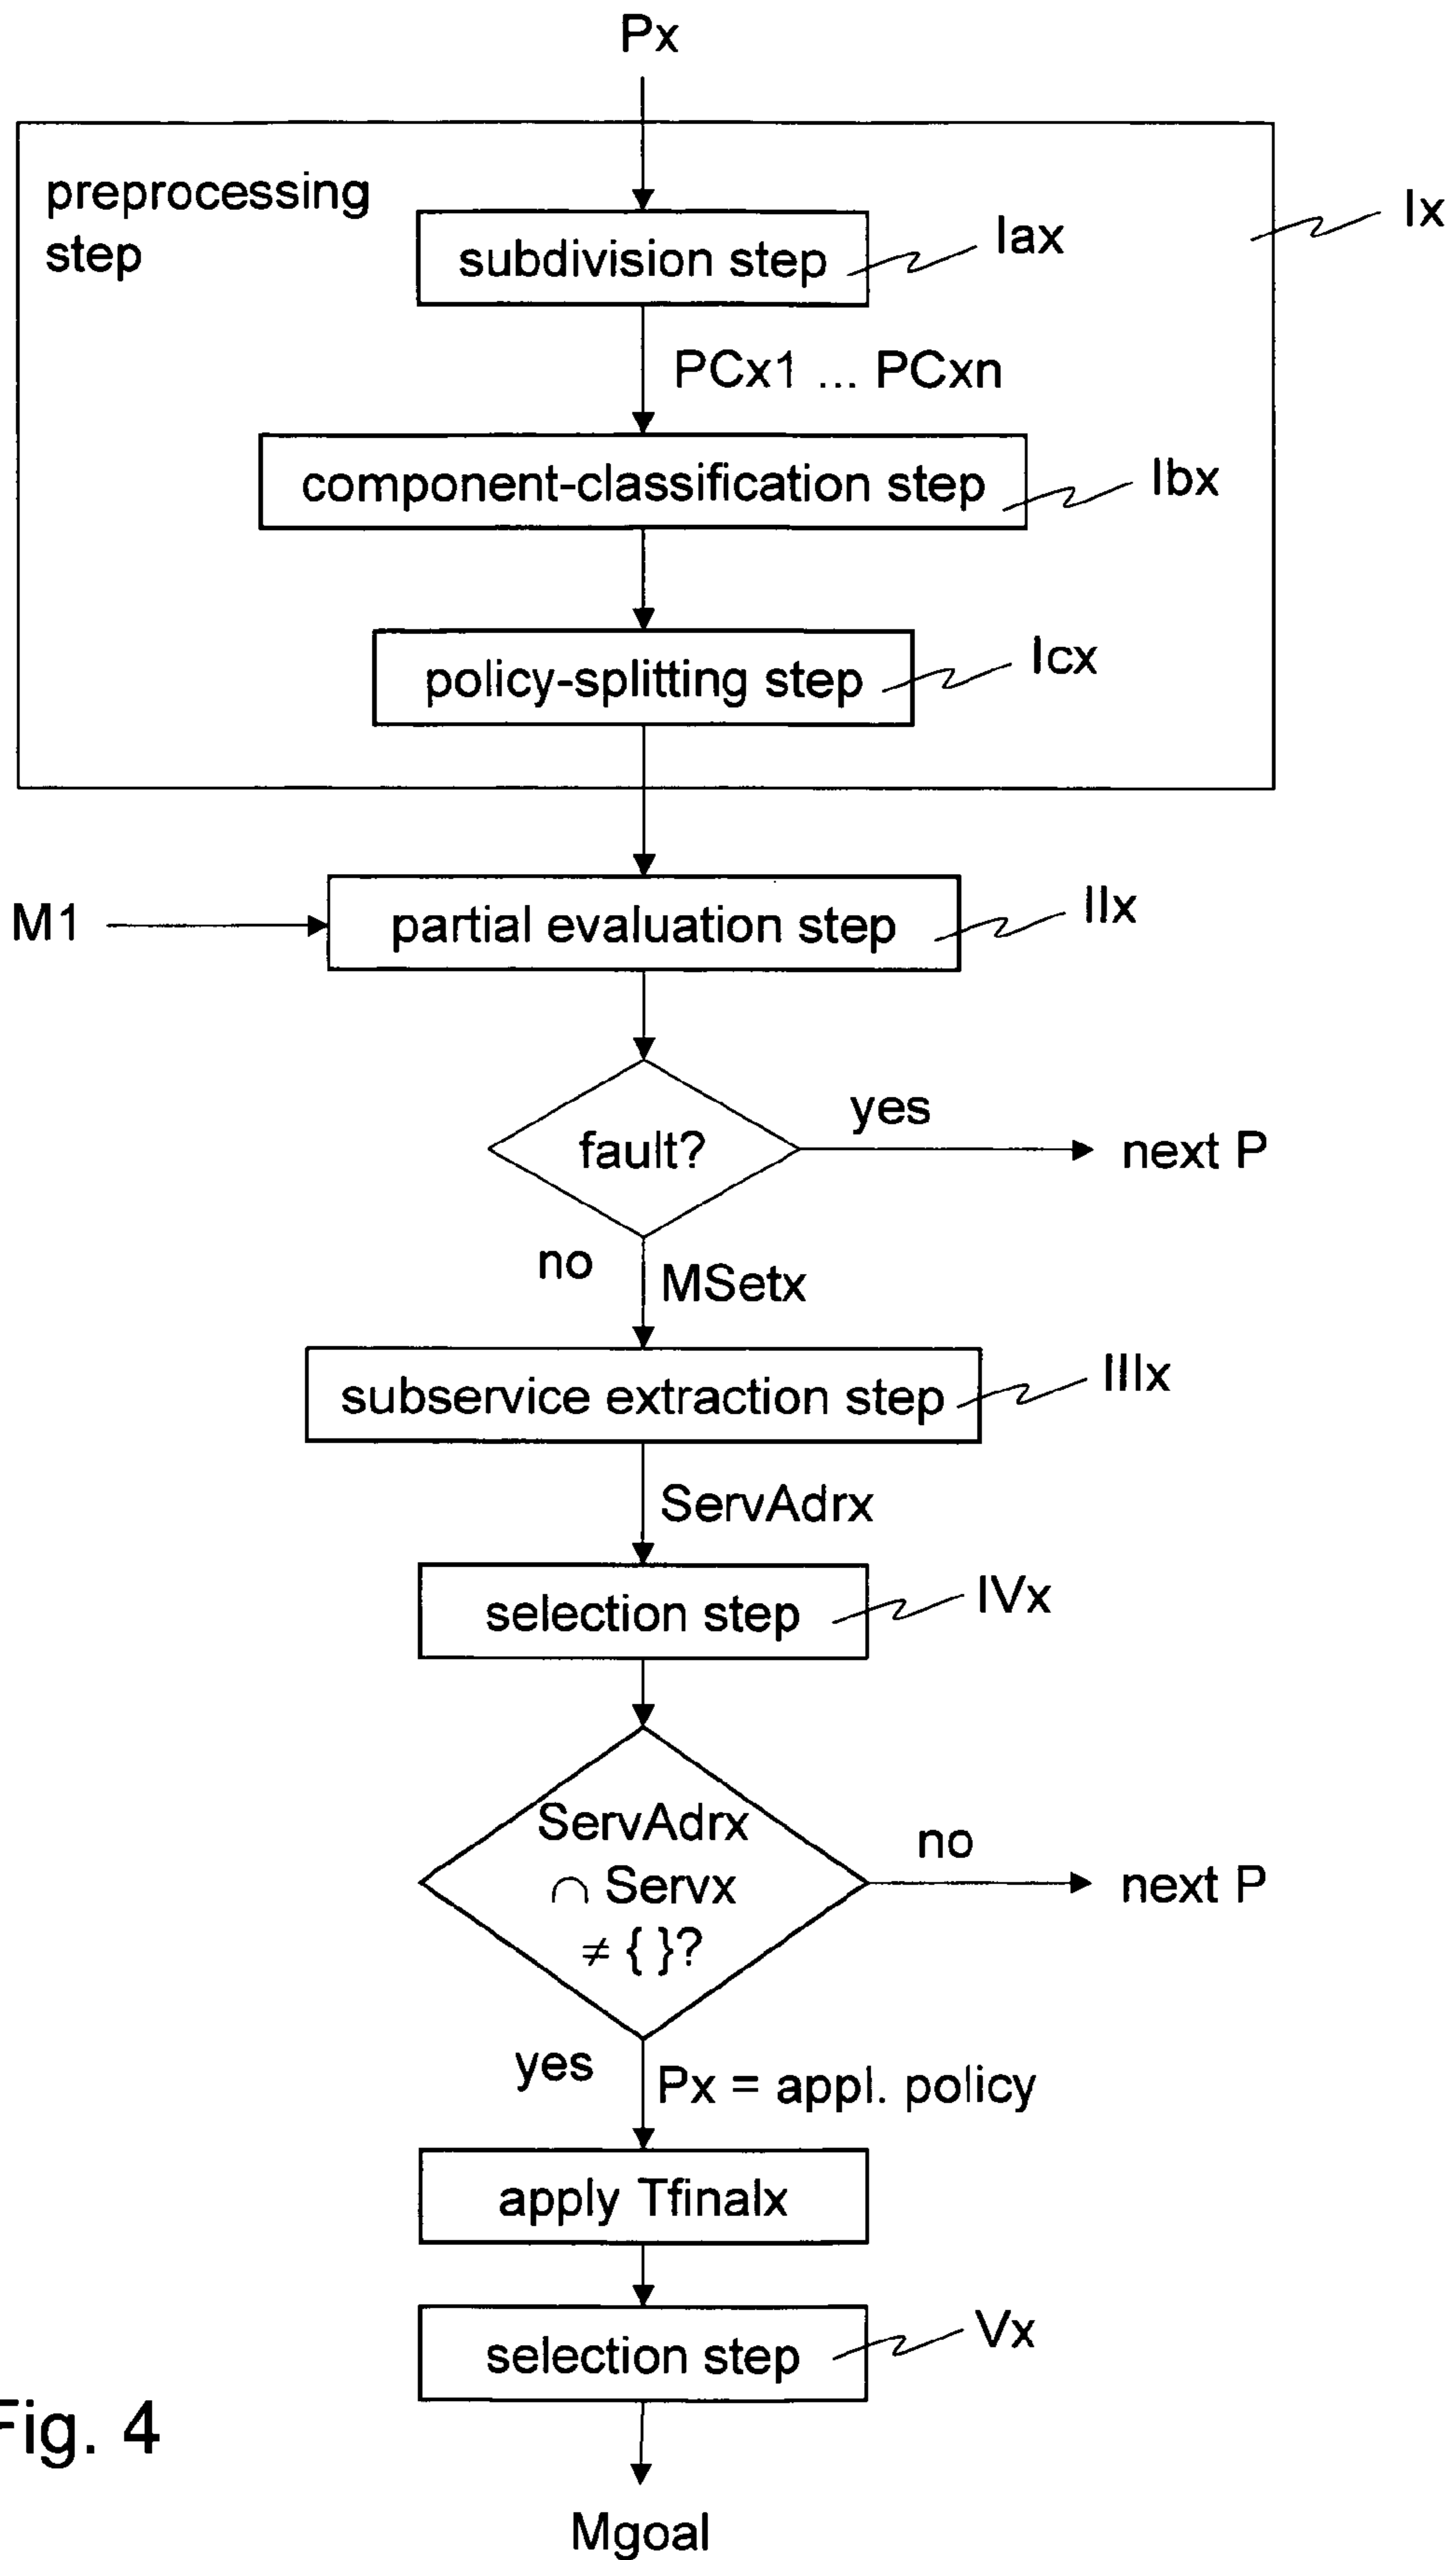 Px
preprocessing
step
Ix
subdivision step
Iax
PCx1 ... PCxn
component-classification step
Ibx
policy-splitting step
Icx
M1
partial evaluation step
IIx
fault?
yes
next P
no
MSetx
subservice extraction step
IIIx
ServAdrx
selection step
IVx
ServAdrx
∩ Servx
≠ { }?
no
next P
yes
Px = appl. policy
apply Tfinalx
selection step
Vx
Fig. 4
Mgoal